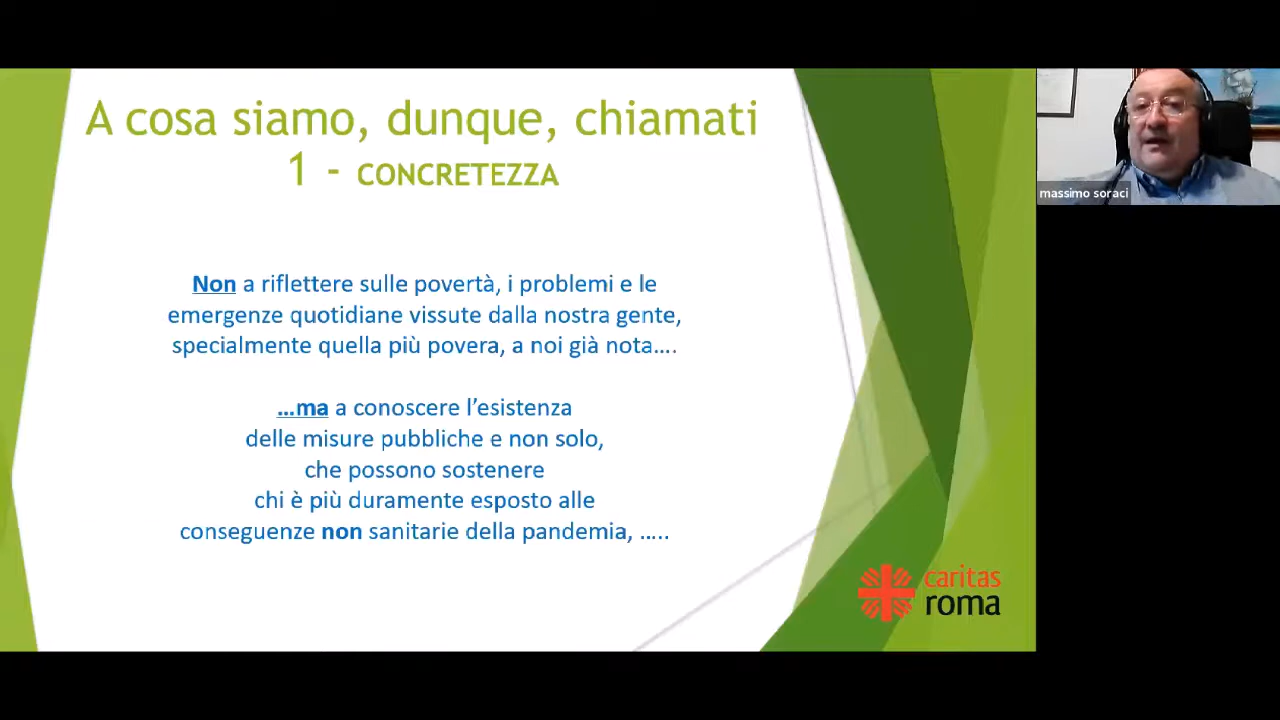 A cosa siamo, dunque, chiamati
1 - CONCRETEZZA
Non a riflettere sulle povertà, i problemi e le
emergenze quotidiane vissute dalla nostra gente,
specialmente quella più povera, a noi già nota….
…ma a conoscere l’esistenza
delle misure pubbliche e non solo,
che possono sostenere
chi è più duramente esposto alle
conseguenze non sanitarie della pandemia, …..
caritas
roma
massimo soraci